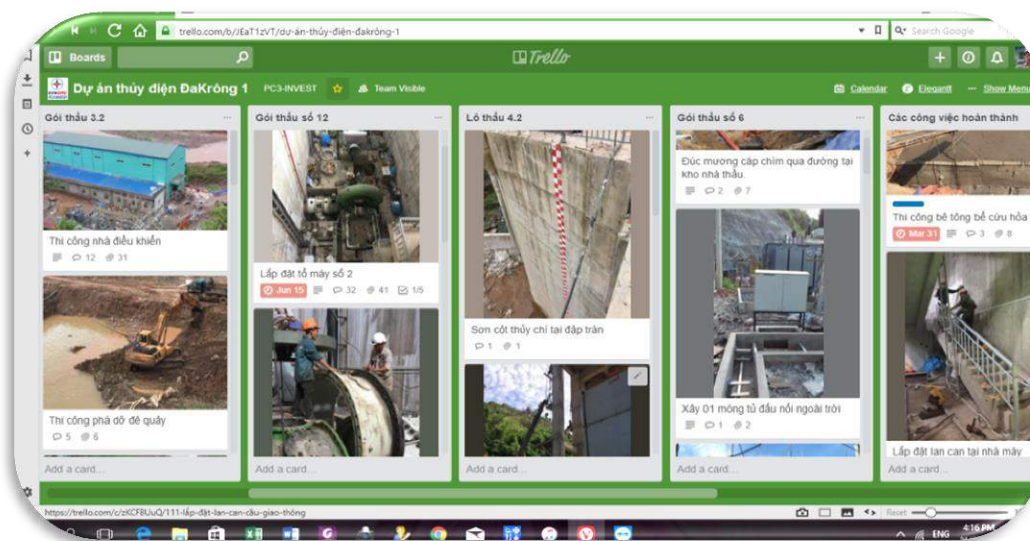 trello.com/b/JEaT1zVT/dự-án-thủy-điện-đakrông-1
Search Google
Boards
Trello
Dự án thủy điện ĐaKrông 1
PC3-INVEST
Team Visible
Calendar
Elegantt
Show Menu
Gói thầu 3.2
Thi công nhà điều khiển
12
31
Thi công phá dỡ đê quây
5
6
Add a card...
Gói thầu số 12
Lắp đặt tổ máy số 2
Jun 15
32
41
1/5
Add a card...
Lô thầu 4.2
Sơn cột thủy chí tại đập tràn
1
1
Add a card...
Gói thầu số 6
Đúc mương cáp chìm qua đường tại
kho nhà thầu
2
7
Xây 01 móng tủ đấu nối ngoài trời
1
2
Add a card...
Các công việc hoàn thành
Thi công bê tông bể cứu hỏa
Mar 31
3
8
Lắp đặt lan can tại nhà máy
Add a card...
https://trello.com/c/zKCFBUuQ/111-lắp-đặt-lan-can-cầu-giao-thông
Reset
ENG
4:16 PM